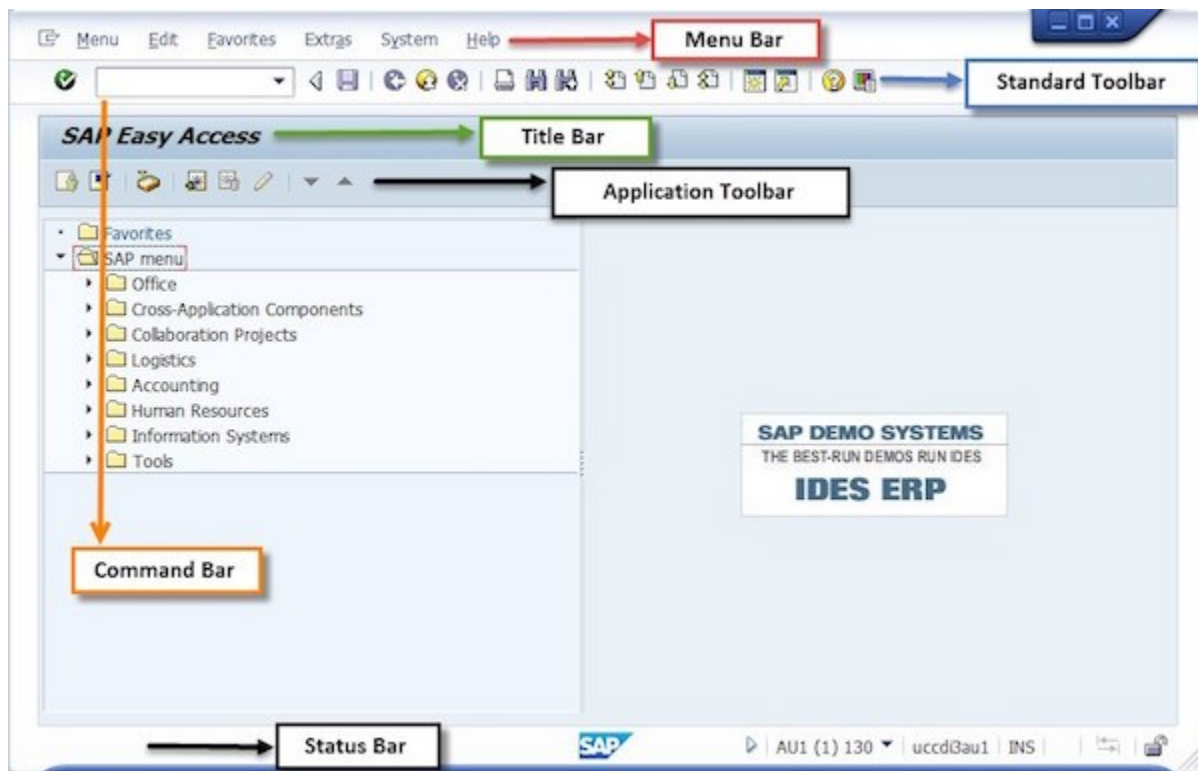 Menu Edit Favorites Extras System Help Menu Bar
Standard Toolbar
SAP Easy Access Title Bar
Application Toolbar
Favorites
SAP menu
Office
Cross-Application Components
Collaboration Projects
Logistics
Accounting
Human Resources
Information Systems
Tools
SAP DEMO SYSTEMS
THE BEST-RUN DEMOS RUN IDES
IDES ERP
Command Bar
Status Bar SAP AU1 (1) 130 uccdi3au1 INS